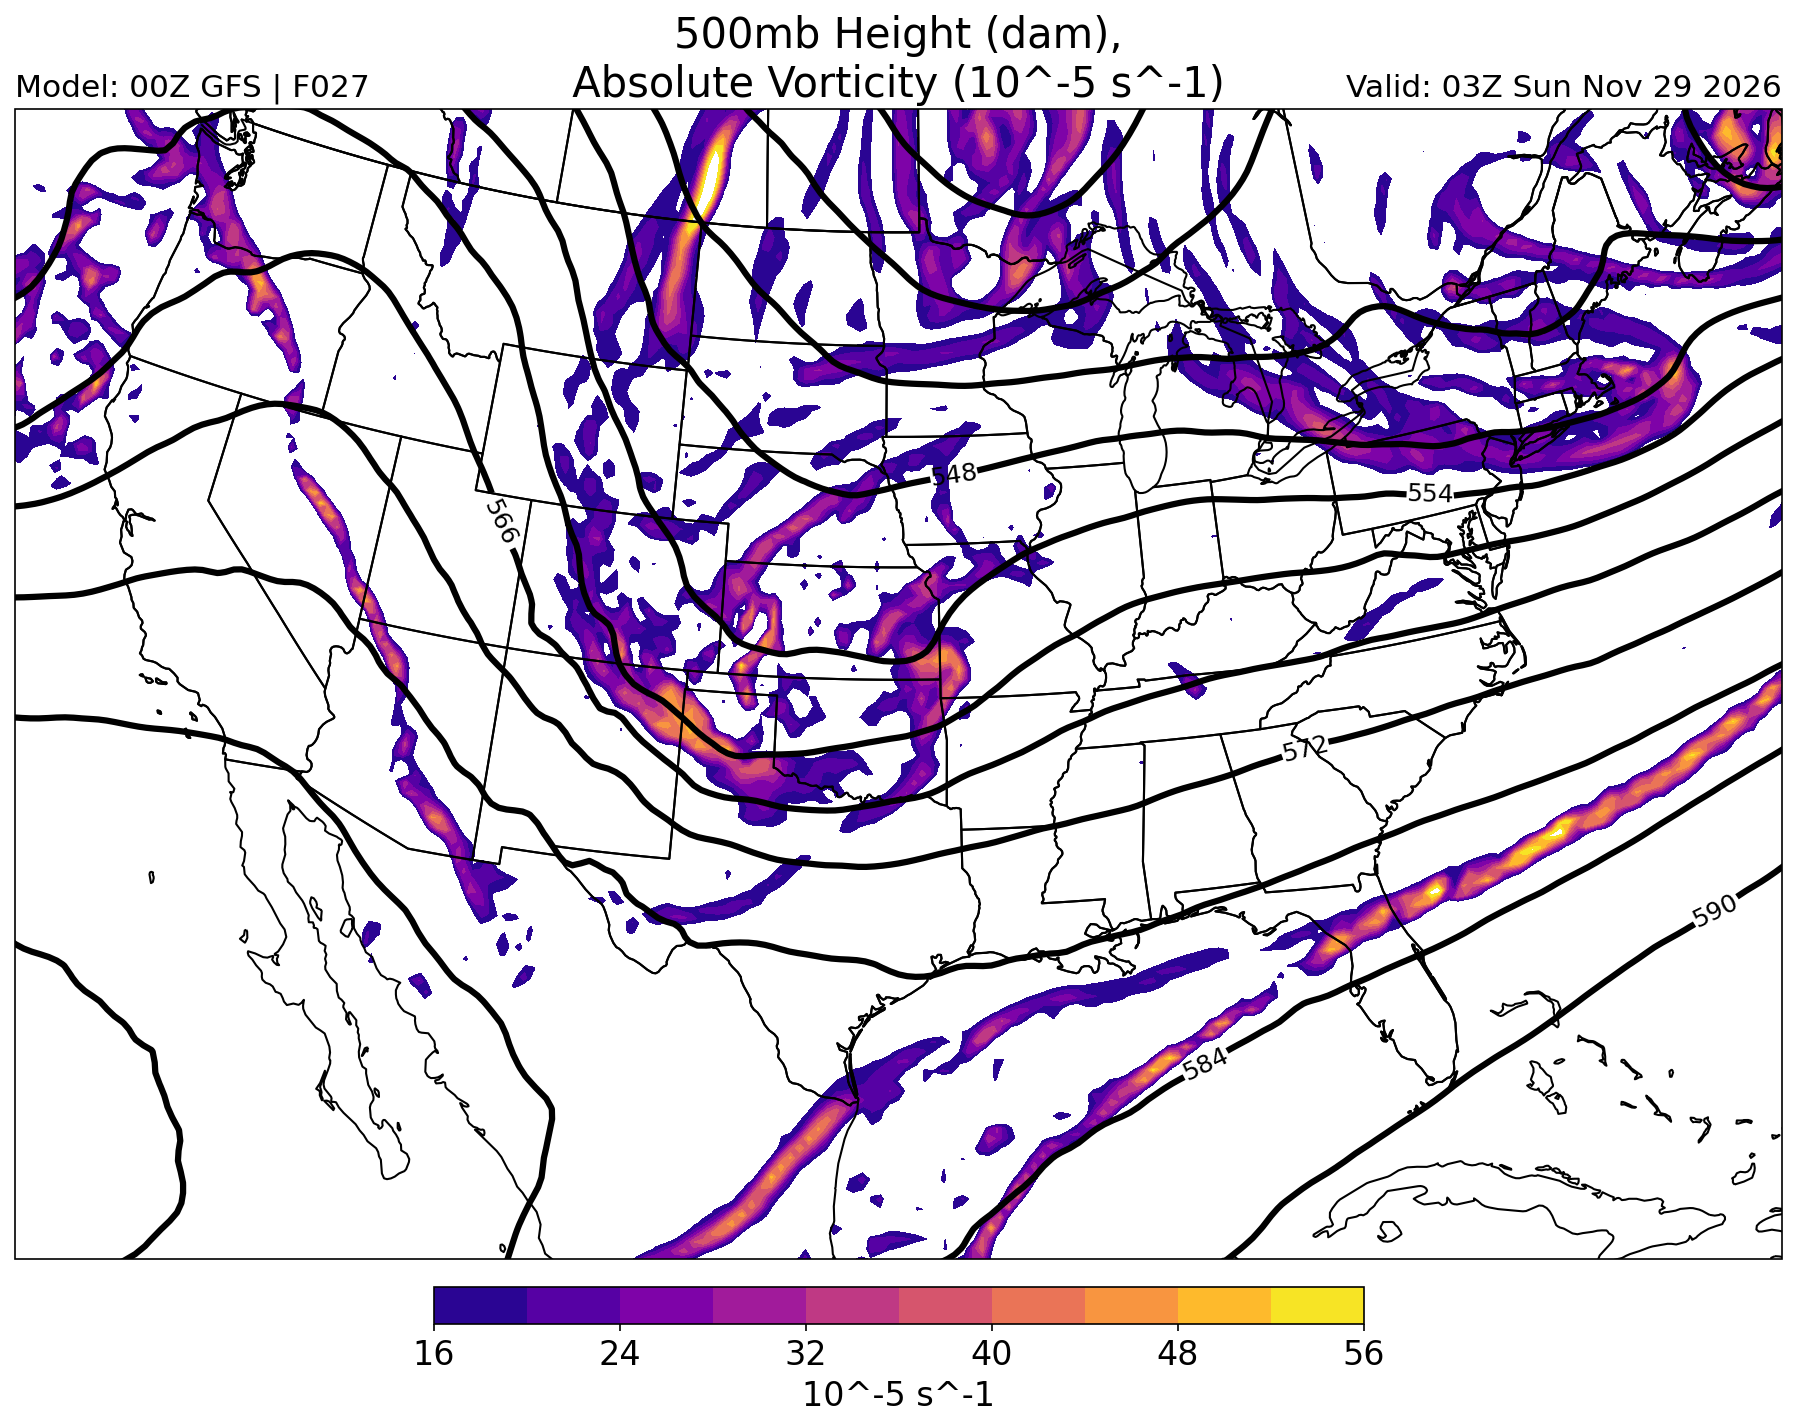 500mb Height (dam),
Model: 00Z GFS | F027
Absolute Vorticity (10^-5 s^-1)
Valid: 03Z Sun Nov 29 2026
548
554
566
572
590
584
16 24 32 40 48 56
10^-5 s^-1